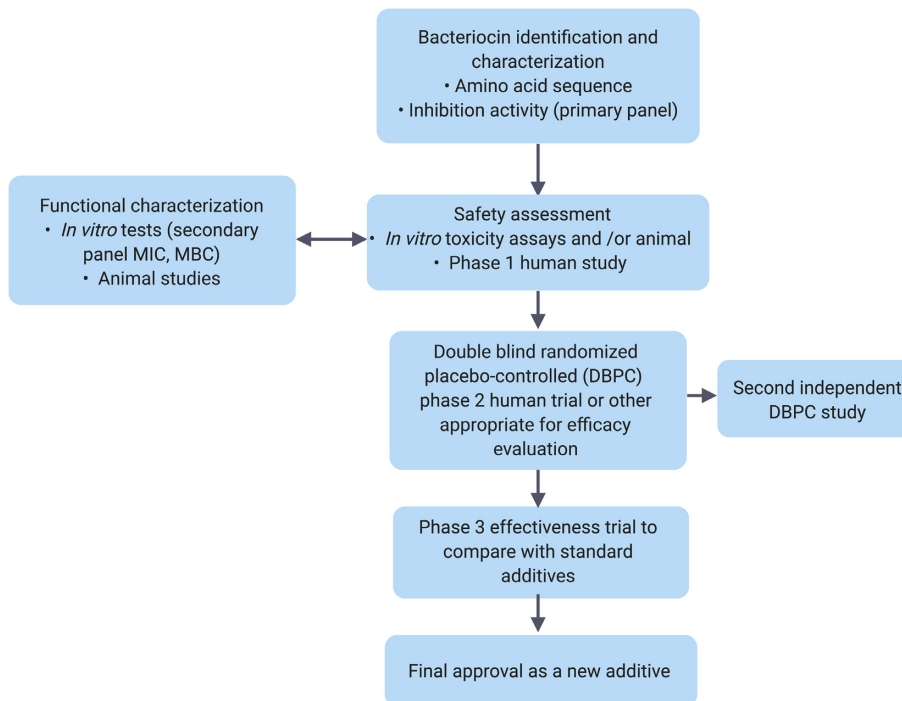 Bacteriocin identification and
characterization
• Amino acid sequence
• Inhibition activity (primary panel)
Functional characterization
• In vitro tests (secondary
panel MIC, MBC)
• Animal studies
Safety assessment
• In vitro toxicity assays and /or animal
• Phase 1 human study
Double blind randomized
placebo-controlled (DBPC)
phase 2 human trial or other
appropriate for efficacy
evaluation
Second independent
DBPC study
Phase 3 effectiveness trial to
compare with standard
additives
Final approval as a new additive